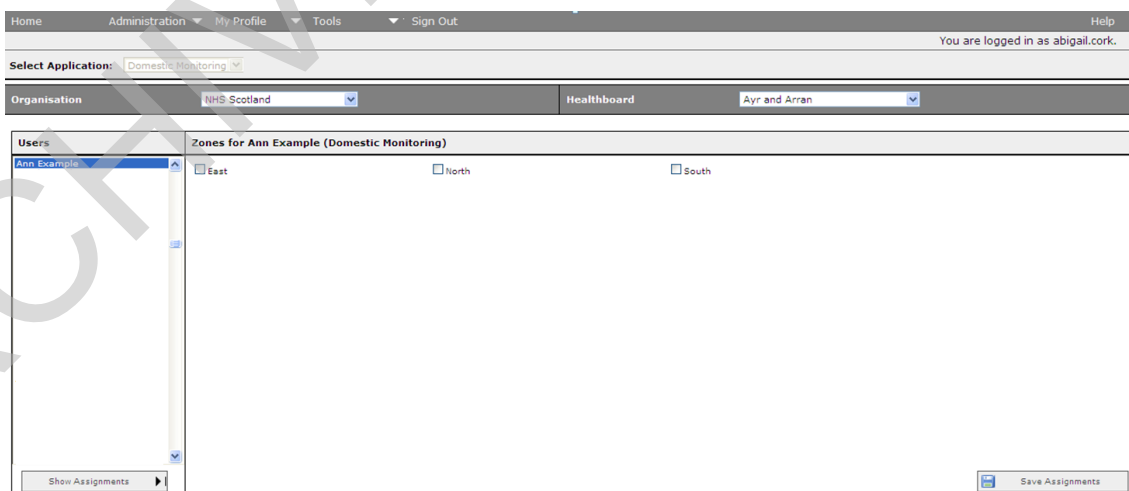 Home Administration My Profile Tools Sign Out Help
You are logged in as abigail.cork.
Select Application: Domestic Monitoring
Organisation NHS Scotland Healthboard Ayr and Arran
Users Zones for Ann Example (Domestic Monitoring)
Ann Example East North South
Show Assignments Save Assignments